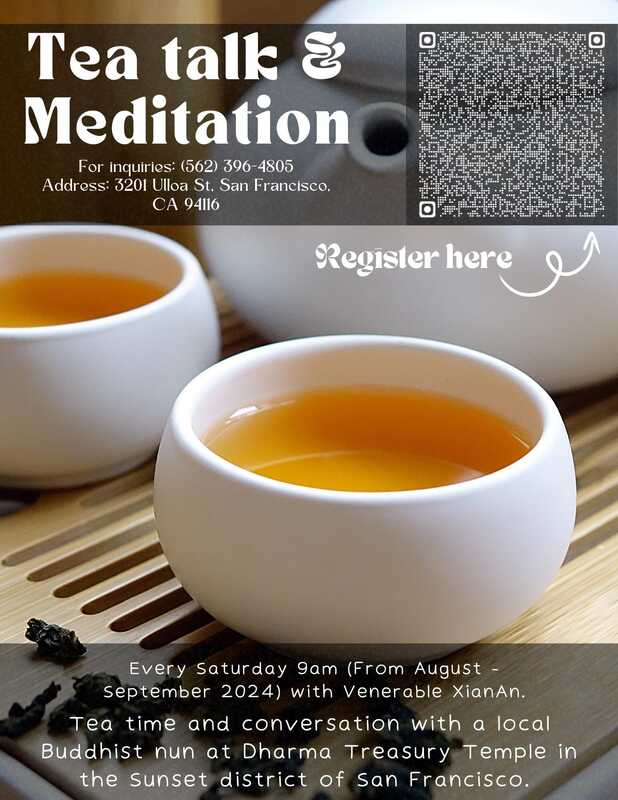 Tea talk &
Meditation
For inquiries: (562) 396-4805
Address: 3201 Ulloa St, San Francisco,
CA 94116
Register here
Every Saturday 9am (From August -
September 2024) with Venerable XianAn.
Tea time and conversation with a local
Buddhist nun at Dharma Treasury Temple in
the Sunset district of San Francisco.